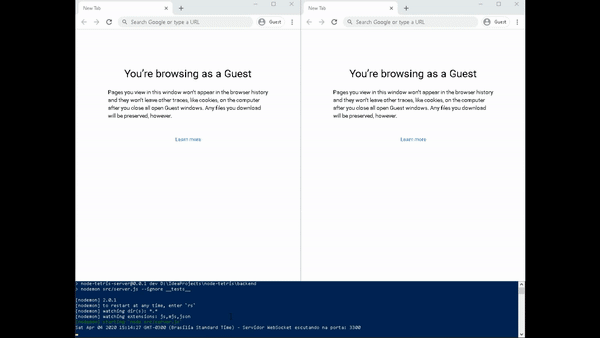 New Tab
Search Google or type a URL
Guest
You're browsing as a Guest
Pages you view in this window won't appear in the browser history
and they won't leave other traces, like cookies, on the computer
after you close all open Guest windows. Any files you download
will be preserved, however.
Learn more
New Tab
Search Google or type a URL
Guest
You're browsing as a Guest
Pages you view in this window won't appear in the browser history
and they won't leave other traces, like cookies, on the computer
after you close all open Guest windows. Any files you download
will be preserved, however.
Learn more
> node-tetris-server@0.0.1 dev D:\IdeaProjects\node-tetris\backend
> nodemon src/server.js --ignore __tests__
[nodemon] 2.0.1
[nodemon] to restart at any time, enter `rs`
[nodemon] watching dir(s): *.*
[nodemon] watching extensions: js,mjs,json
Sat Apr 04 2020 15:14:27 GMT-0300 (Brasilia Standard Time) - Servidor WebSocket escutando na porta: 3300